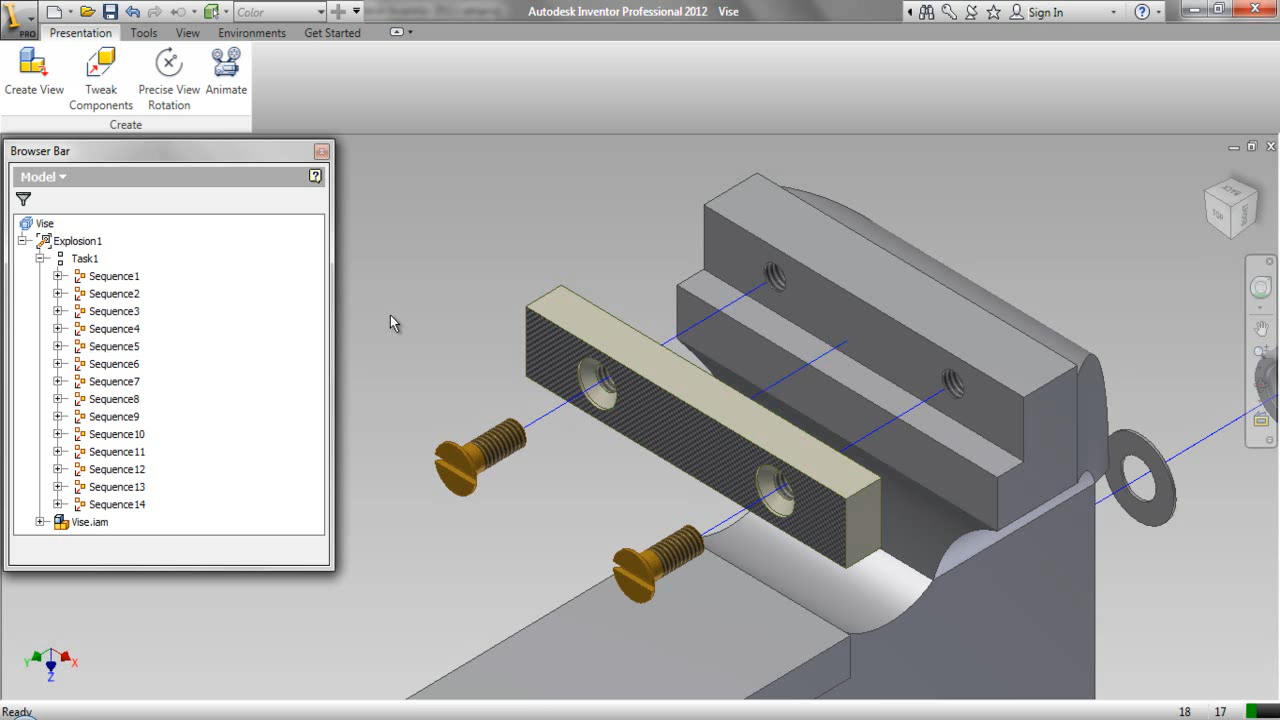 Color
Autodesk Inventor Professional 2012 Vise
Sign In
PRO
Presentation Tools View Environments Get Started
Create View
Tweak Components
Precise View Rotation
Animate
Create
Browser Bar
Model
Vise
Explosion1
Task1
Sequence1
Sequence2
Sequence3
Sequence4
Sequence5
Sequence6
Sequence7
Sequence8
Sequence9
Sequence10
Sequence11
Sequence12
Sequence13
Sequence14
Vise.iam
BACK
TOP
Y
X
Z
Ready
18 17